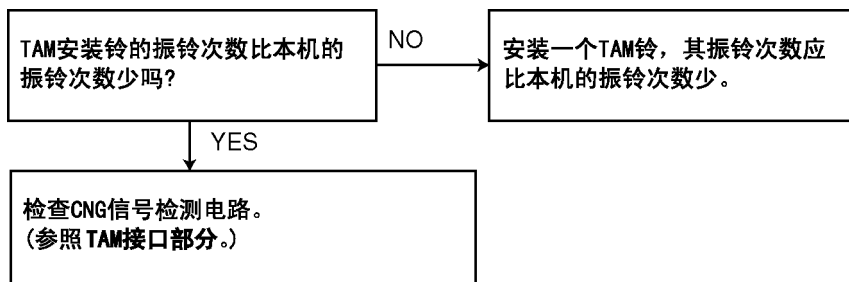 TAM安装铃的振铃次数比本机的
振铃次数少吗?
NO
安装一个TAM铃，其振铃次数应
比本机的振铃次数少。
YES
检查CNG信号检测电路。
(参照TAM接口部分。)